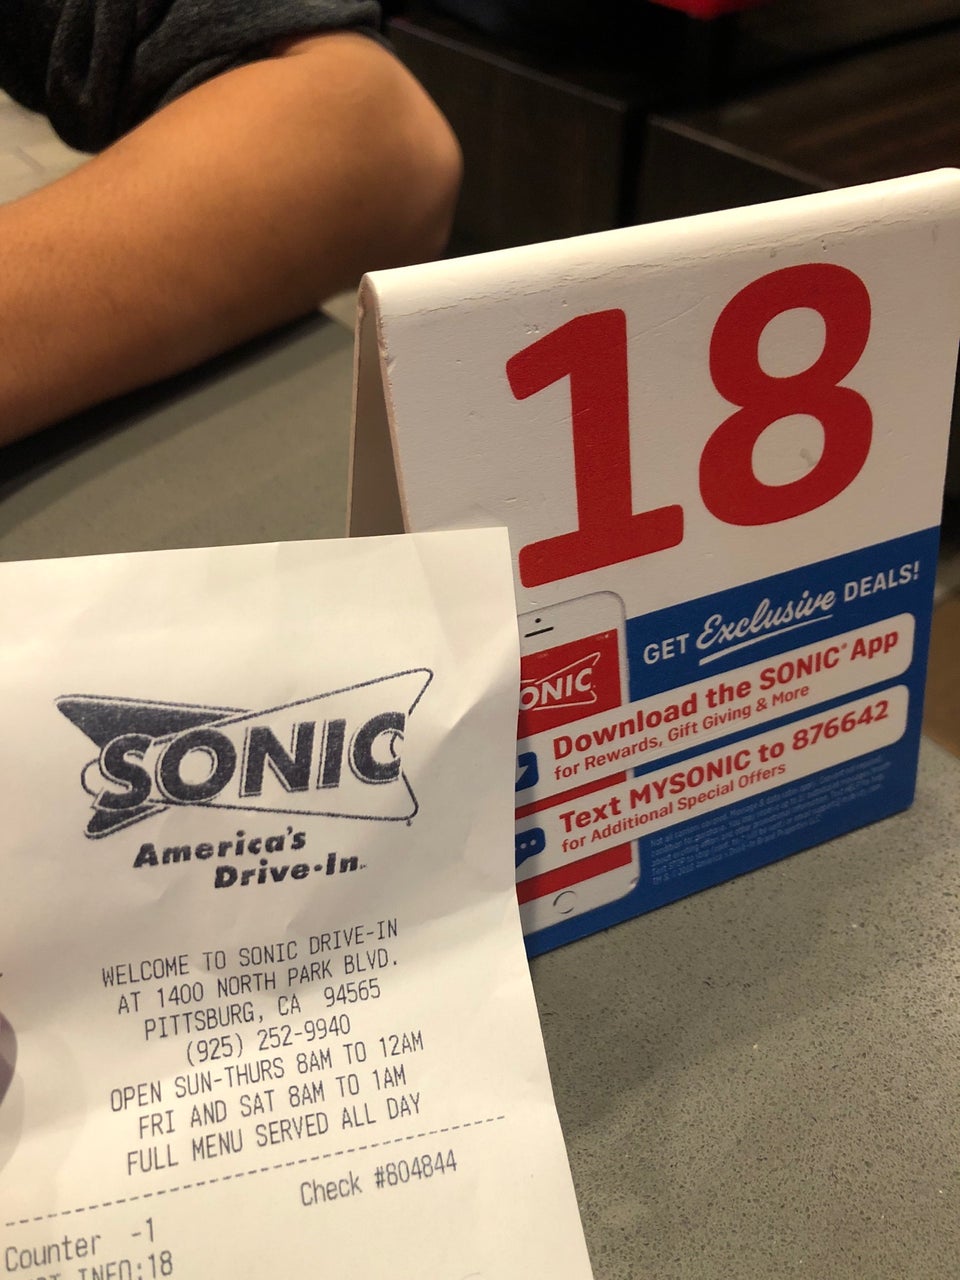 18
GET Exclusive DEALS!
Download the SONIC® App
for Rewards, Gift Giving & More
Text MYSONIC to 876642
for Additional Special Offers
ONIC
SONIC
America's
Drive-In
WELCOME TO SONIC DRIVE-IN
AT 1400 NORTH PARK BLVD.
PITTSBURG, CA 94565
(925) 252-9940
OPEN SUN-THURS 8AM TO 12AM
FRI AND SAT 8AM TO 1AM
FULL MENU SERVED ALL DAY
Check #804844
Counter -1
INFO:18